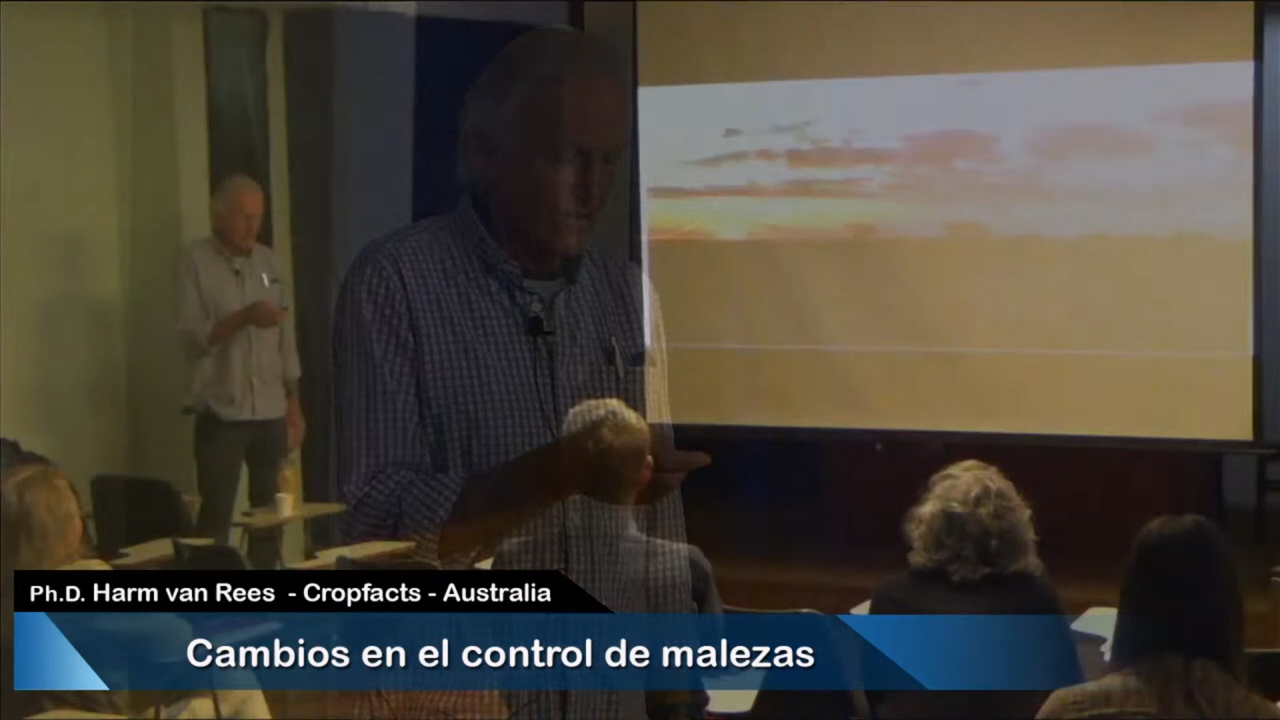 Ph.D. Harm van Rees - Cropfacts - Australia
Cambios en el control de malezas